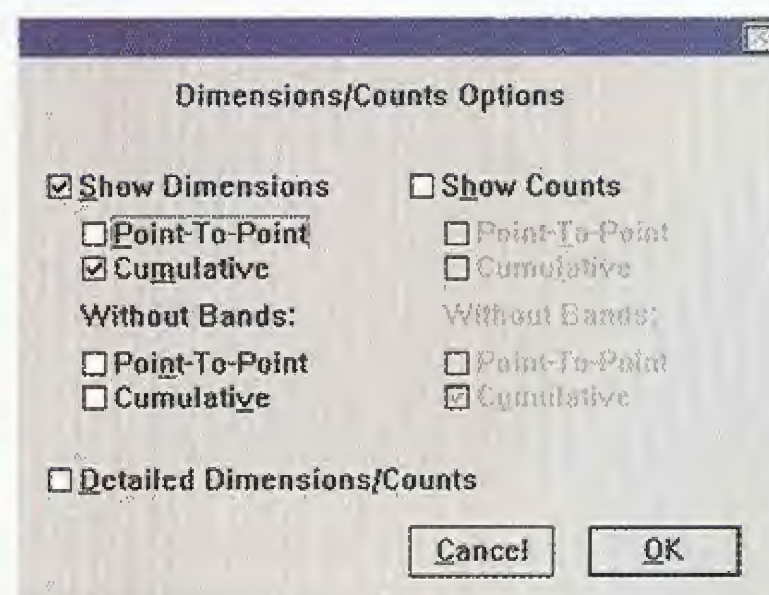 Dimensions/Counts Options
Show Dimensions
Point-To-Point
Cumulative
Without Bands:
Point-To-Point
Cumulative
Show Counts
Point-To-Point
Cumulative
Without Bands:
Point-To-Point
Cumulative
Detailed Dimensions/Counts
Cancel
OK